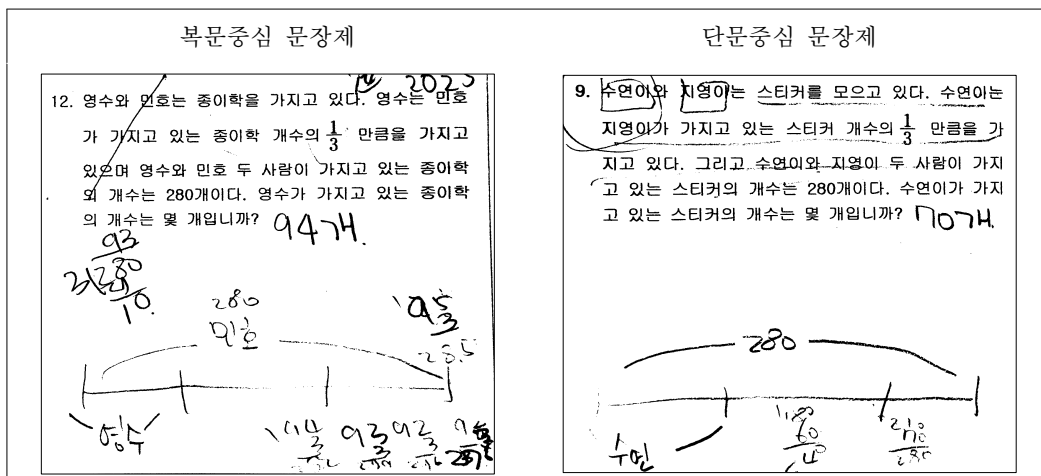 복문중심 문장제
단문중심 문장제
12. 영수와 민호는 종이학을 가지고 있다. 영수는 민호
가 가지고 있는 종이학 개수의 1/3 만큼을 가지고
있으며 영수와 민호 두 사람이 가지고 있는 종이학
의 개수는 280개이다. 영수가 가지고 있는 종이학
의 개수는 몇 개입니까? 94개.
93
3)280
10
280
민호
영수
9. 수연이와 지영이는 스티커를 모으고 있다. 수연이는
지영이가 가지고 있는 스티커 개수의 1/3 만큼을 가
지고 있다. 그리고 수연이와 지영이 두 사람이 가지
고 있는 스티커의 개수는 280개이다. 수연이가 가지
고 있는 스티커의 개수는 몇 개입니까? 70개.
280
수연